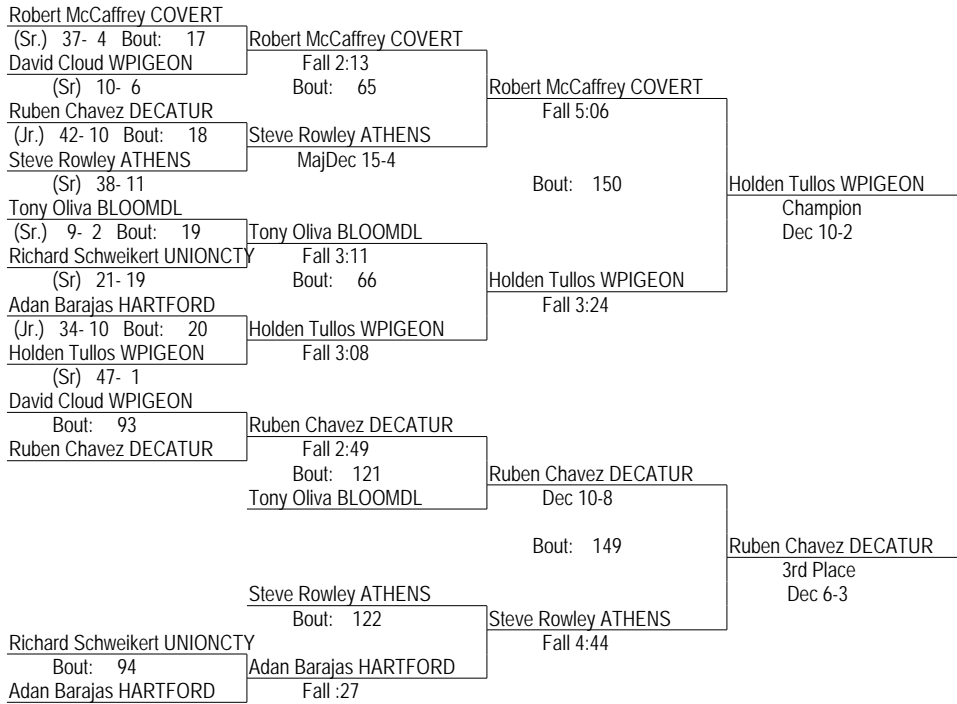 Robert McCaffrey COVERT
(Sr.) 37- 4 Bout: 17 Robert McCaffrey COVERT
David Cloud WPIGEON Fall 2:13
(Sr) 10- 6 Bout: 65 Robert McCaffrey COVERT
Ruben Chavez DECATUR Fall 5:06
(Jr.) 42- 10 Bout: 18 Steve Rowley ATHENS
Steve Rowley ATHENS MajDec 15-4
(Sr) 38- 11 Bout: 150 Holden Tullos WPIGEON
Tony Oliva BLOOMDL Champion
(Sr.) 9- 2 Bout: 19 Tony Oliva BLOOMDL Dec 10-2
Richard Schweikert UNIONCTY Fall 3:11
(Sr) 21- 19 Bout: 66 Holden Tullos WPIGEON
Adan Barajas HARTFORD Fall 3:24
(Jr.) 34- 10 Bout: 20 Holden Tullos WPIGEON
Holden Tullos WPIGEON Fall 3:08
(Sr) 47- 1
David Cloud WPIGEON
Bout: 93 Ruben Chavez DECATUR
Ruben Chavez DECATUR Fall 2:49
Bout: 121 Ruben Chavez DECATUR
Tony Oliva BLOOMDL Dec 10-8
Bout: 149 Ruben Chavez DECATUR
3rd Place
Steve Rowley ATHENS Dec 6-3
Bout: 122 Steve Rowley ATHENS
Richard Schweikert UNIONCTY Fall 4:44
Bout: 94 Adan Barajas HARTFORD
Adan Barajas HARTFORD Fall :27